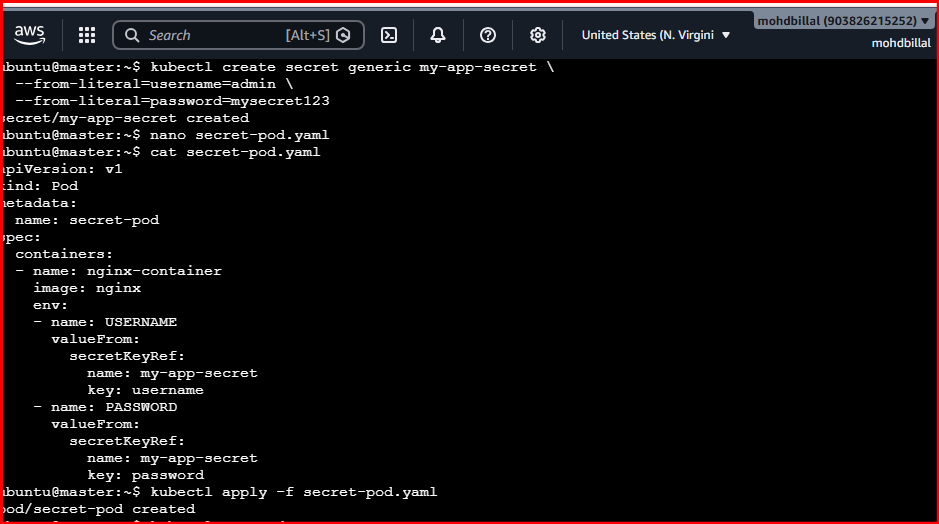 mohdbillal (903826215252) ▼
aws
Search [Alt+S]
United States (N. Virgini ▼
mohdbillal
ubuntu@master:~$ kubectl create secret generic my-app-secret \
  --from-literal=username=admin \
  --from-literal=password=mysecret123
secret/my-app-secret created
ubuntu@master:~$ nano secret-pod.yaml
ubuntu@master:~$ cat secret-pod.yaml
apiVersion: v1
kind: Pod
metadata:
  name: secret-pod
spec:
  containers:
  - name: nginx-container
    image: nginx
    env:
    - name: USERNAME
      valueFrom:
        secretKeyRef:
          name: my-app-secret
          key: username
    - name: PASSWORD
      valueFrom:
        secretKeyRef:
          name: my-app-secret
          key: password
ubuntu@master:~$ kubectl apply -f secret-pod.yaml
pod/secret-pod created